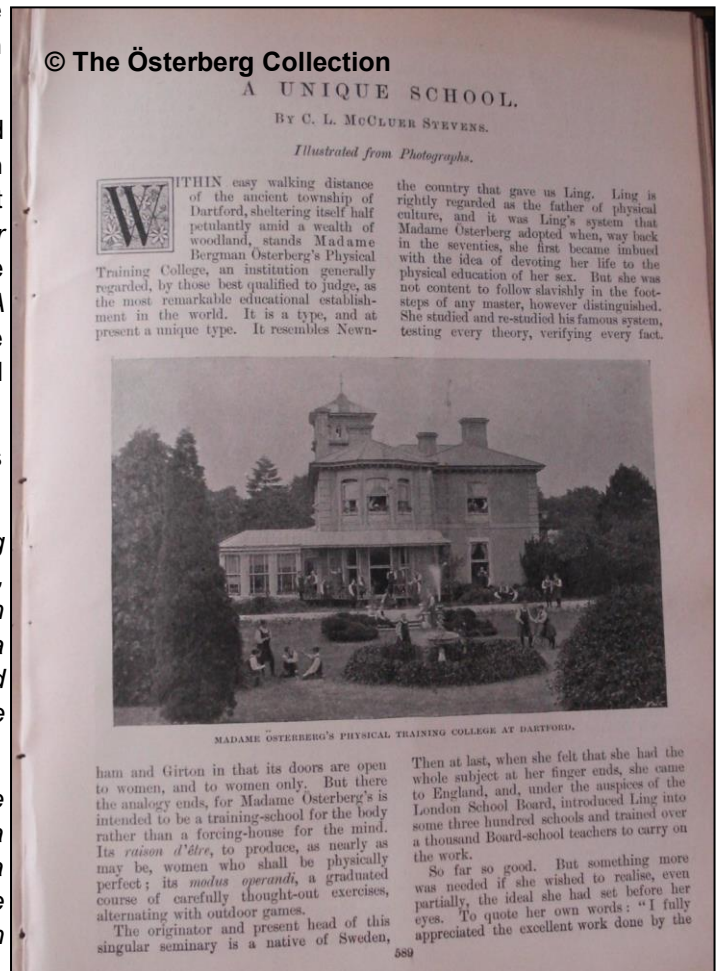 © The Österberg Collection
A UNIQUE SCHOOL.
BY C. L. MCCLUER STEVENS.
Illustrated from Photographs.
WITHIN easy walking distance
of the ancient township of
Dartford, sheltering itself half
petulantly amid a wealth of
woodland, stands Madame
Bergman Österberg's Physical
Training College, an institution generally
regarded, by those best qualified to judge, as
the most remarkable educational establish-
ment in the world. It is a type, and at
present a unique type. It resembles Newn-
ham and Girton in that its doors are open
to women, and to women only. But there
the analogy ends, for Madame Österberg's is
intended to be a training-school for the body
rather than a forcing-house for the mind.
Its raison d'être, to produce, as nearly as
may be, women who shall be physically
perfect; its modus operandi, a graduated
course of carefully thought-out exercises,
alternating with outdoor games.
The originator and present head of this
singular seminary is a native of Sweden,
the country that gave us Ling. Ling is
rightly regarded as the father of physical
culture, and it was Ling's system that
Madame Österberg adopted when, way back
in the seventies, she first became imbued
with the idea of devoting her life to the
physical education of her sex. But she was
not content to follow slavishly in the foot-
steps of any master, however distinguished.
She studied and re-studied his famous system,
testing every theory, verifying every fact.
MADAME ÖSTERBERG'S PHYSICAL TRAINING COLLEGE AT DARTFORD.
Then at last, when she felt that she had the
whole subject at her finger ends, she came
to England, and, under the auspices of the
London School Board, introduced Ling into
some three hundred schools and trained over
a thousand Board-school teachers to carry on
the work.
So far so good. But something more
was needed if she wished to realise, even
partially, the ideal she had set before her
eyes. To quote her own words: "I fully
appreciated the excellent work done by the
589